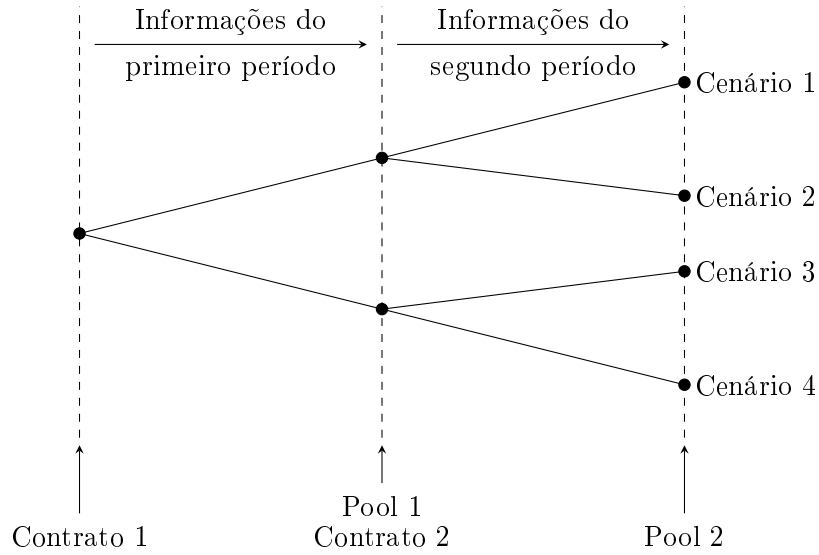 Informações do
primeiro período
Informações do
segundo período
Cenário 1
Cenário 2
Cenário 3
Cenário 4
Contrato 1
Pool 1
Contrato 2
Pool 2